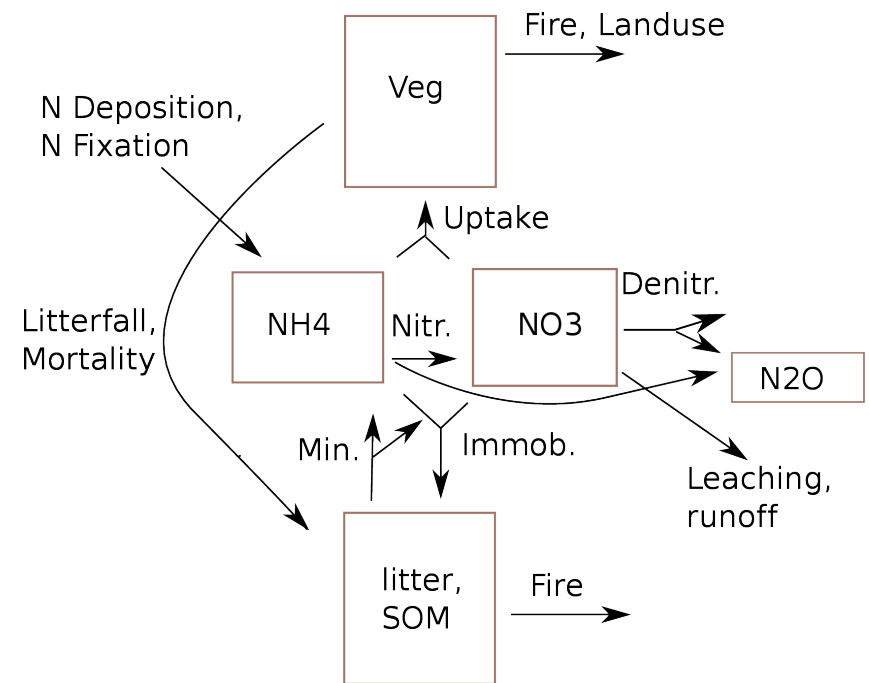 Fire, Landuse
Veg
N Deposition,
N Fixation
Uptake
Denitr.
Litterfall,
Mortality
NH4
Nitr.
NO3
N2O
Min.
Immob.
Leaching,
runoff
litter,
SOM
Fire